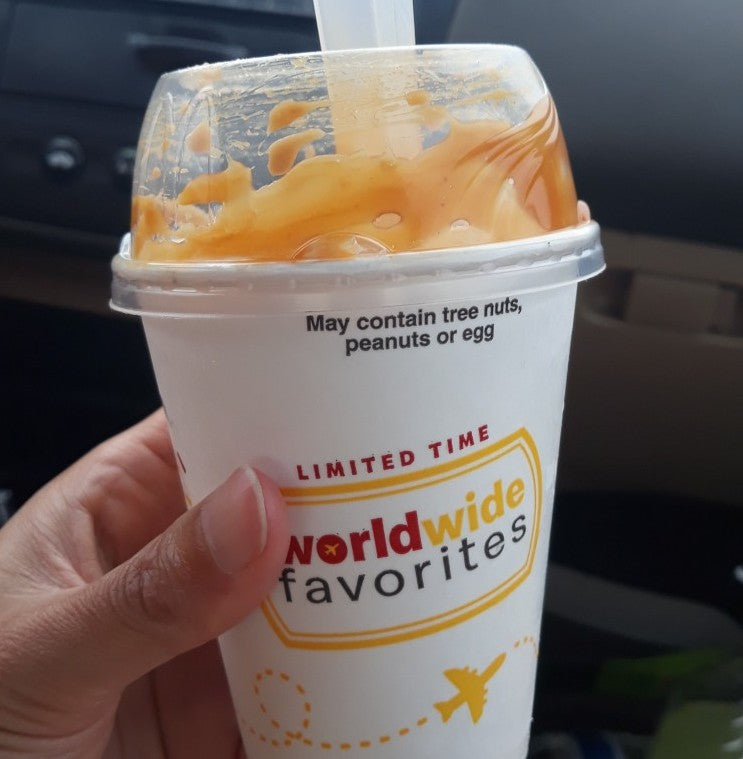 May contain tree nuts,
peanuts or egg
LIMITED TIME
worldwide
favorites